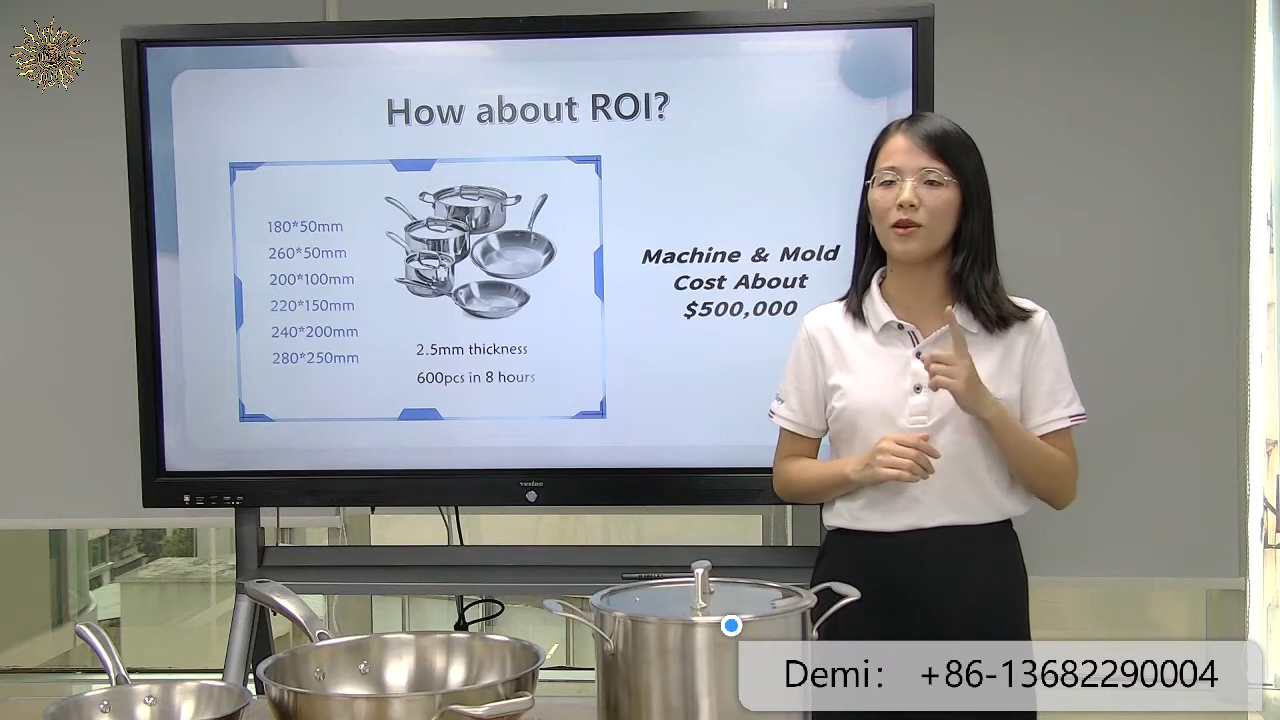 How about ROI?
180*50mm
260*50mm
200*100mm
220*150mm
240*200mm
280*250mm
2.5mm thickness
600pcs in 8 hours
Machine & Mold
Cost About
$500,000
Demi： +86-13682290004